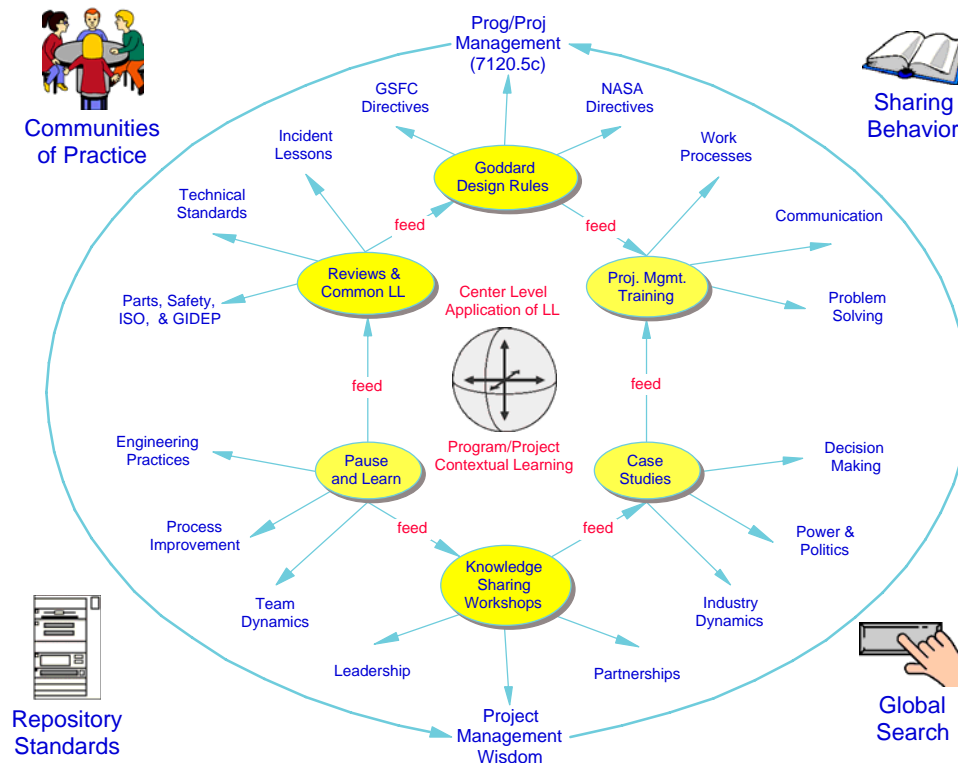 Prog/Proj
Management
(7120.5c)
GSFC
Directives
NASA
Directives
Communities
of Practice
Sharing
Behavior
Incident
Lessons
Work
Processes
Goddard
Design Rules
Technical
Standards
Communication
feed
feed
Reviews &
Common LL
Proj. Mgmt.
Training
Parts, Safety,
ISO, & GIDEP
Center Level
Application of LL
Problem
Solving
feed
feed
Engineering
Practices
Program/Project
Contextual Learning
Pause
and Learn
Case
Studies
Decision
Making
Process
Improvement
feed
feed
Power &
Politics
Knowledge
Sharing
Workshops
Team
Dynamics
Industry
Dynamics
Leadership
Partnerships
Repository
Standards
Project
Management
Wisdom
Global
Search